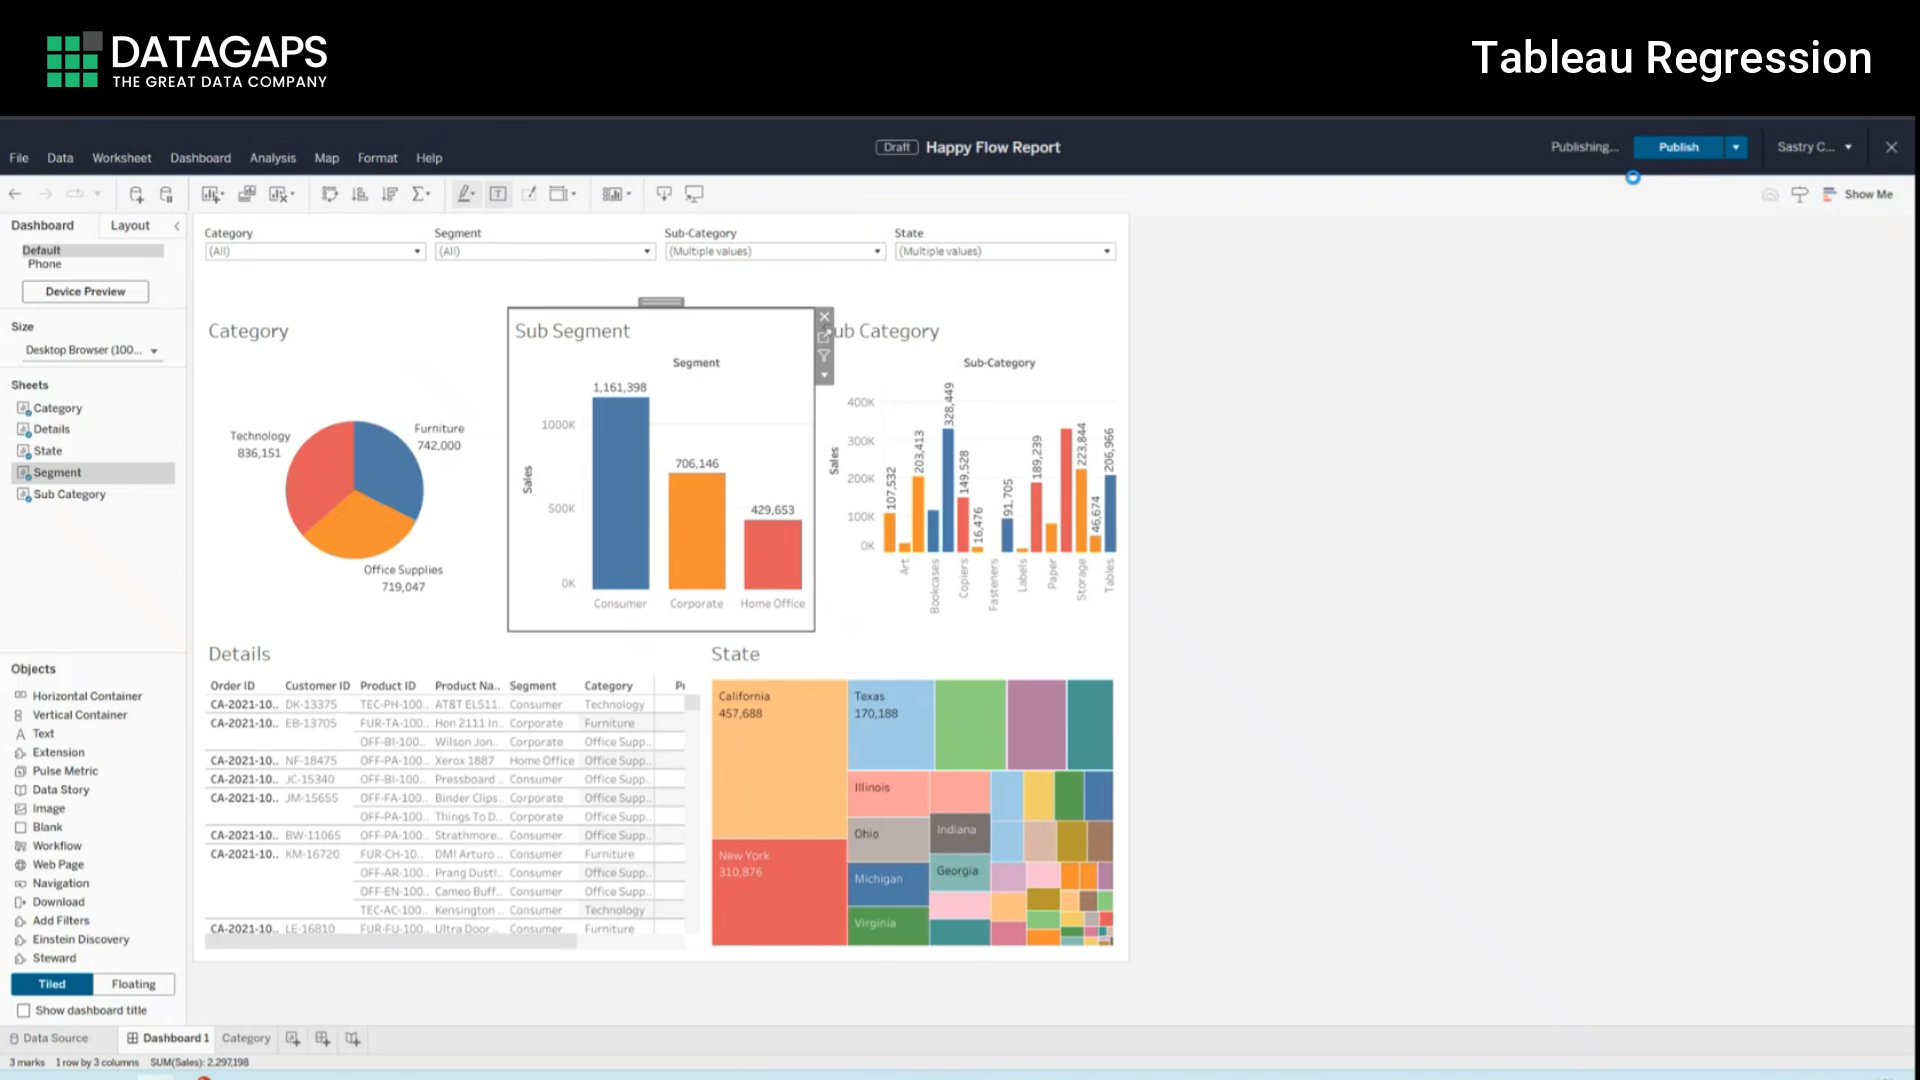 DATAGAPS
THE GREAT DATA COMPANY
Tableau Regression
File Data Worksheet Dashboard Analysis Map Format Help
Draft Happy Flow Report
Publishing... Publish Sastry C...
Show Me
Dashboard Layout
Default
Phone
Device Preview
Size
Desktop Browser (100...
Sheets
Category
Details
State
Segment
Sub Category
Objects
Horizontal Container
Vertical Container
Text
Extension
Pulse Metric
Data Story
Image
Blank
Workflow
Web Page
Navigation
Download
Add Filters
Einstein Discovery
Steward
Tiled Floating
Show dashboard title
Category Segment Sub-Category State
(All) (All) (Multiple values) (Multiple values)
Category
Technology
836,151
Furniture
742,000
Office Supplies
719,047
Sub Segment
Segment
Sales
1000K
500K
0K
1,161,398
706,146
429,653
Consumer Corporate Home Office
ub Category
Sub-Category
Sales
400K
300K
200K
100K
0K
107,532
203,413
328,449
149,528
16,476
91,705
189,239
223,844
46,674
206,966
Art
Bookcases
Copiers
Fasteners
Labels
Paper
Storage
Tables
Details
Order ID Customer ID Product ID Product Na.. Segment Category
CA-2021-10.. DK-13375 TEC-PH-100.. AT&T EL511.. Consumer Technology
CA-2021-10.. EB-13705 FUR-TA-100.. Hon 2111 In.. Corporate Furniture
OFF-BI-100.. Wilson Jon.. Corporate Office Supp..
CA-2021-10.. NF-18475 OFF-PA-100.. Xerox 1887 Home Office Office Supp..
CA-2021-10.. JC-15340 OFF-BI-100.. Pressboard .. Consumer Office Supp..
CA-2021-10.. JM-15655 OFF-FA-100.. Binder Clips.. Corporate Office Supp..
OFF-PA-100.. Things To D.. Corporate Office Supp..
CA-2021-10.. BW-11065 OFF-PA-100.. Strathmore.. Consumer Office Supp..
CA-2021-10.. KM-16720 FUR-CH-10.. DMI Arturo .. Consumer Furniture
OFF-AR-100.. Prang Dustl.. Consumer Office Supp..
OFF-EN-100.. Cameo Buff.. Consumer Office Supp..
TEC-AC-100.. Kensington .. Consumer Technology
CA-2021-10.. LE-16810 FUR-FU-100.. Ultra Door .. Consumer Furniture
State
California
457,688
Texas
170,188
New York
310,876
Illinois
Ohio
Michigan
Virginia
Indiana
Georgia
Data Source Dashboard 1 Category
3 marks 1 row by 3 columns SUM(Sales): 2,297,198